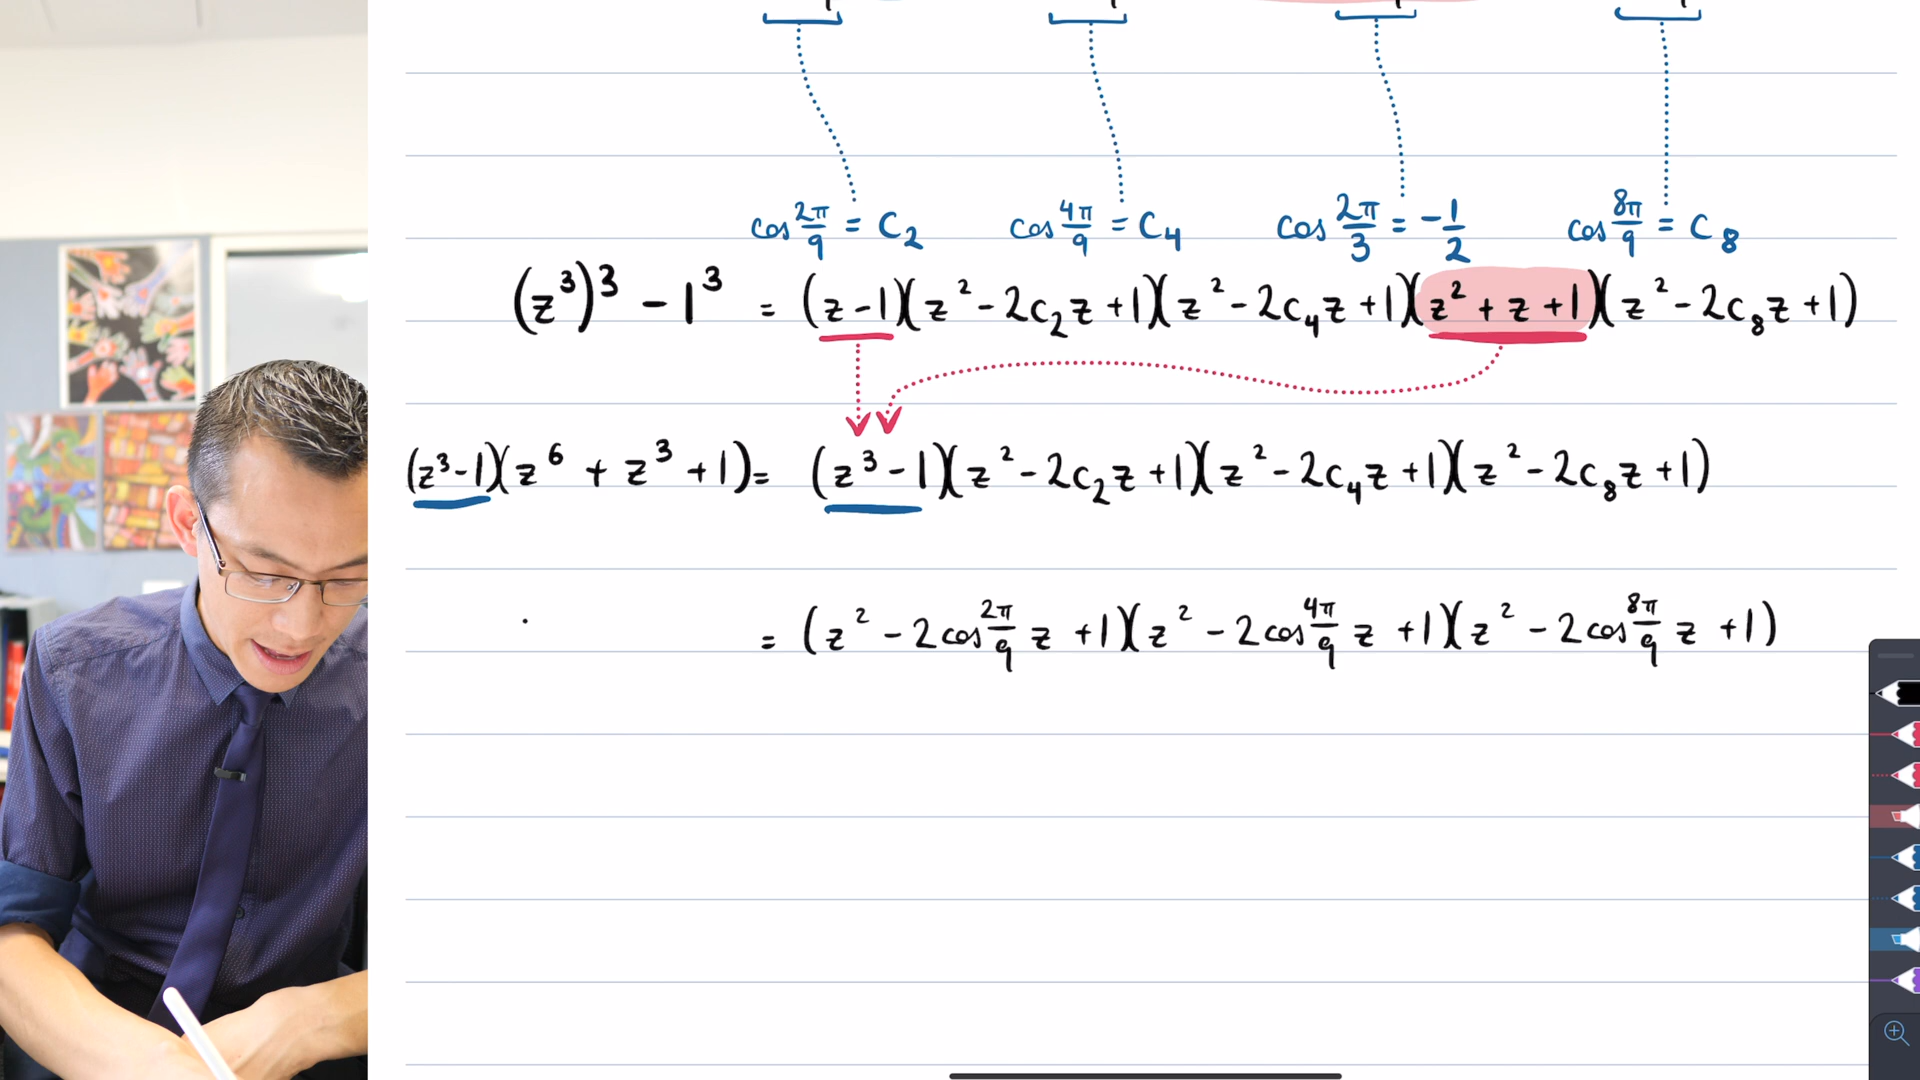 cos 2π/9 = c₂ cos 4π/9 = c₄ cos 2π/3 = -1/2 cos 8π/9 = c₈
(z³)³ - 1³ = (z - 1)(z² - 2c₂z + 1)(z² - 2c₄z + 1)(z² + z + 1)(z² - 2c₈z + 1)
(z³-1)(z⁶ + z³ + 1) = (z³ - 1)(z² - 2c₂z + 1)(z² - 2c₄z + 1)(z² - 2c₈z + 1)
= (z² - 2cos 2π/9 z + 1)(z² - 2cos 4π/9 z + 1)(z² - 2cos 8π/9 z + 1)